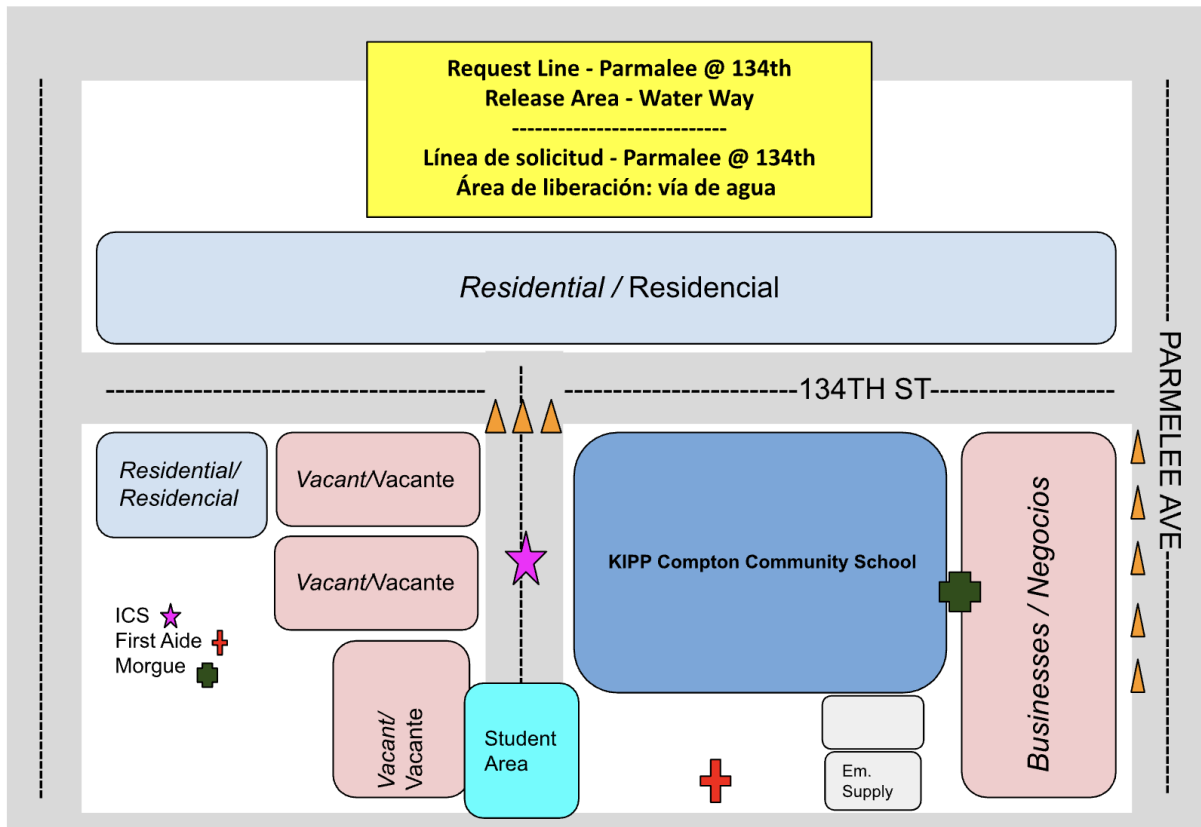 Request Line - Parmalee @ 134th
Release Area - Water Way
----------------------------
Línea de solicitud - Parmalee @ 134th
Área de liberación: vía de agua
Residential / Residencial
134TH ST
PARMELEE AVE
Residential/
Residencial
Vacant/Vacante
Vacant/Vacante
KIPP Compton Community School
Businesses / Negocios
ICS
First Aide
Morgue
Vacant/
Vacante
Student
Area
Em.
Supply